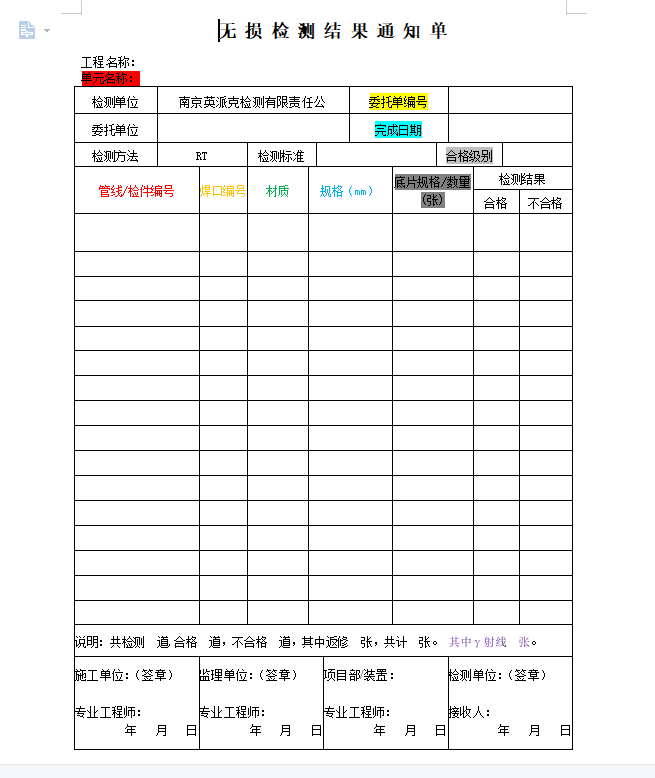 无损检测结果通知单
工程名称：
单元名称：
检测单位 南京英派克检测有限责任公 委托单编号
委托单位 完成日期
检测方法 RT 检测标准 合格级别
管线/检件编号 焊口编号 材质 规格（mm） 底片规格/数量(张) 检测结果
合格 不合格
说明：共检测 道,合格 道，不合格 道，其中返修 张，共计 张。 其中γ射线 张。
施工单位：（签章） 监理单位：（签章） 项目部/装置： 检测单位：（签章）
专业工程师： 专业工程师： 专业工程师： 接收人：
年 月 日 年 月 日 年 月 日 年 月 日